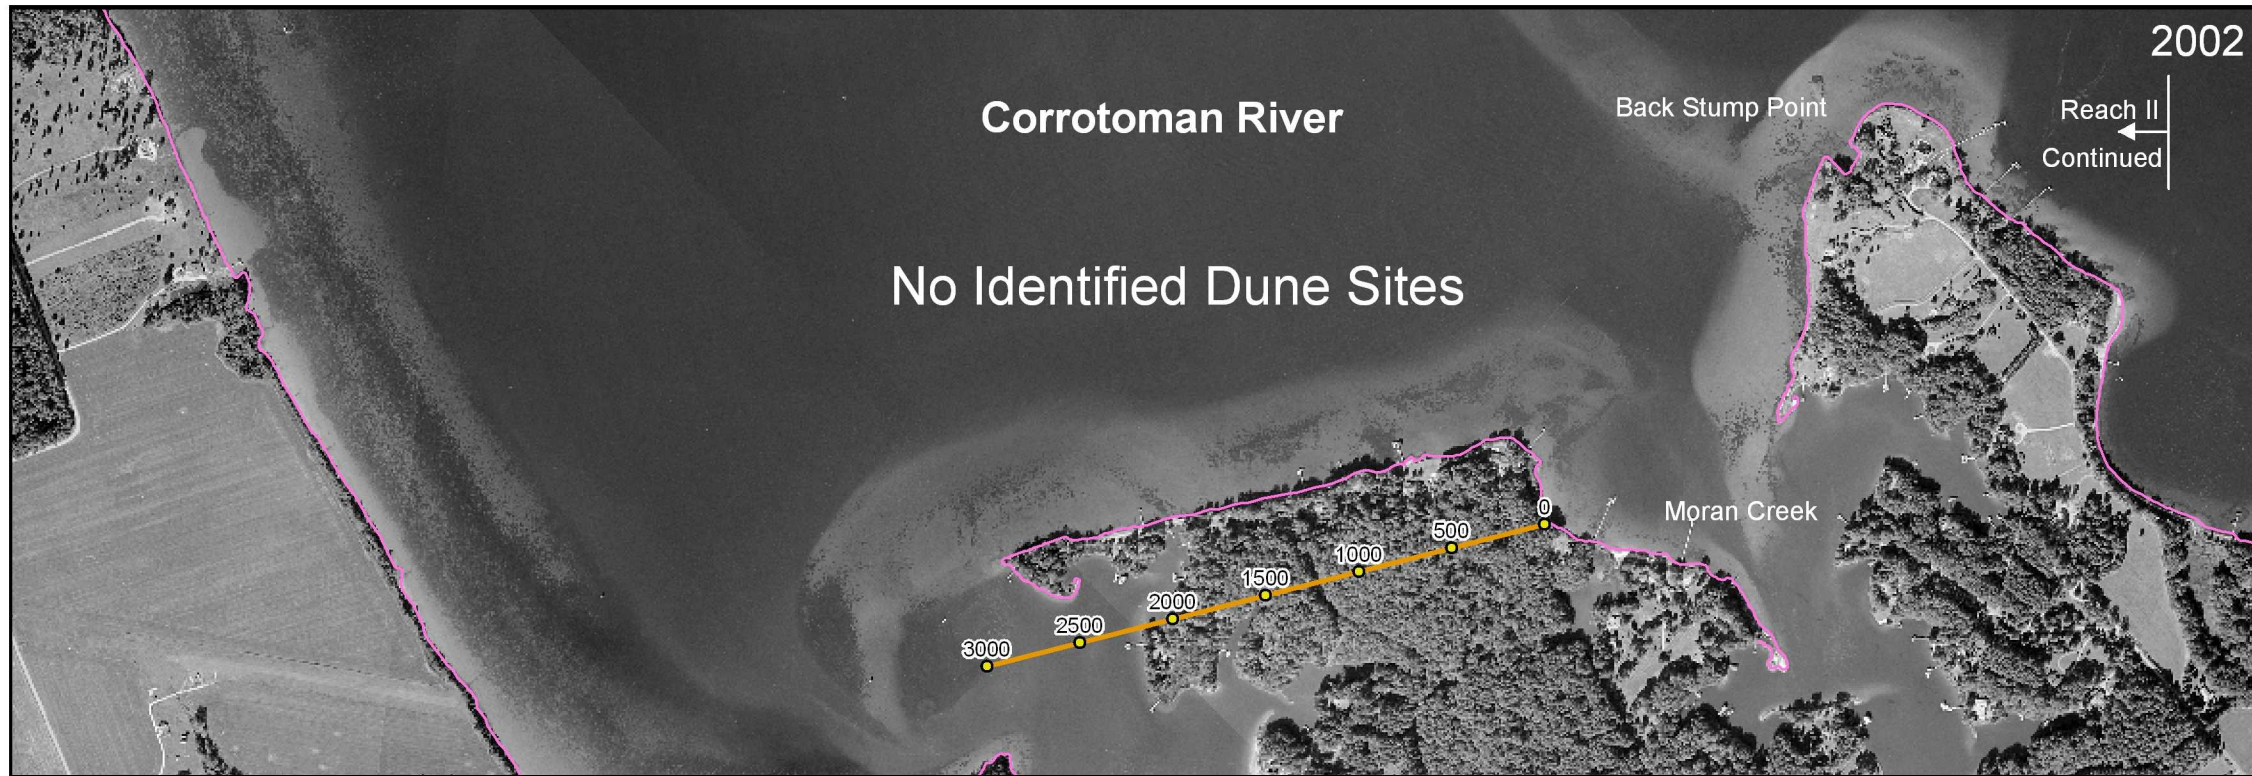 2002
Back Stump Point
Reach II
Corrotoman River
Continued
No Identified Dune Sites
Moran Creek
0
500
1000
1500
2000
2500
3000